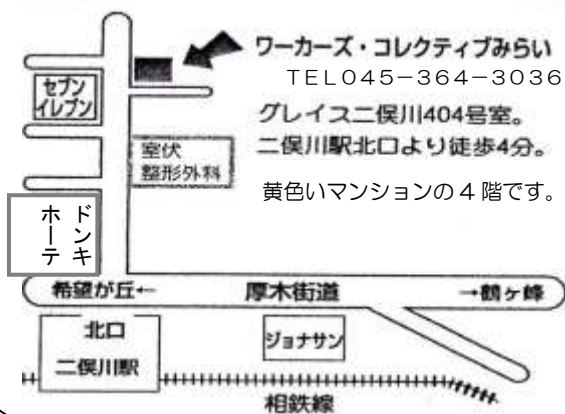 ワーカーズ・コレクティブみらい
TEL045-364-3036
グレイス二俣川404号室。
二俣川駅北口より徒歩4分。
黄色いマンションの4階です。
セブン
イレブン
室伏
整形外科
ドンキ
ホーテ
希望が丘← 厚木街道 →鶴ヶ峰
北口
二俣川駅
ジョナサン
相鉄線